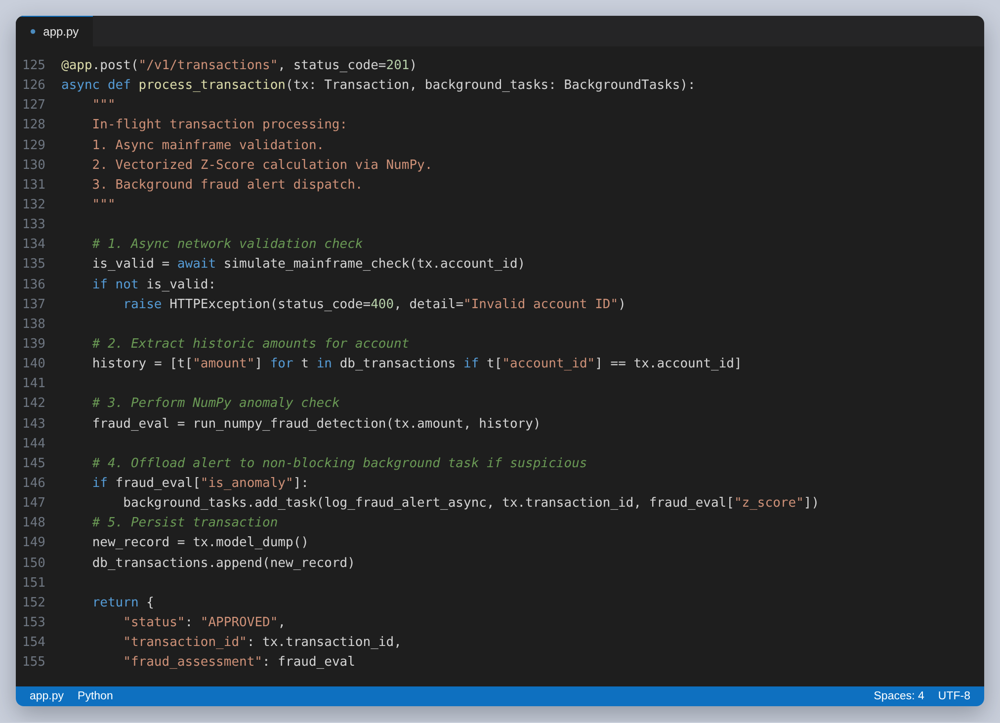 app.py
125 @app.post("/v1/transactions", status_code=201)
126 async def process_transaction(tx: Transaction, background_tasks: BackgroundTasks):
127     """
128     In-flight transaction processing:
129     1. Async mainframe validation.
130     2. Vectorized Z-Score calculation via NumPy.
131     3. Background fraud alert dispatch.
132     """
133
134     # 1. Async network validation check
135     is_valid = await simulate_mainframe_check(tx.account_id)
136     if not is_valid:
137         raise HTTPException(status_code=400, detail="Invalid account ID")
138
139     # 2. Extract historic amounts for account
140     history = [t["amount"] for t in db_transactions if t["account_id"] == tx.account_id]
141
142     # 3. Perform NumPy anomaly check
143     fraud_eval = run_numpy_fraud_detection(tx.amount, history)
144
145     # 4. Offload alert to non-blocking background task if suspicious
146     if fraud_eval["is_anomaly"]:
147         background_tasks.add_task(log_fraud_alert_async, tx.transaction_id, fraud_eval["z_score"])
148     # 5. Persist transaction
149     new_record = tx.model_dump()
150     db_transactions.append(new_record)
151
152     return {
153         "status": "APPROVED",
154         "transaction_id": tx.transaction_id,
155         "fraud_assessment": fraud_eval
app.py Python Spaces: 4 UTF-8